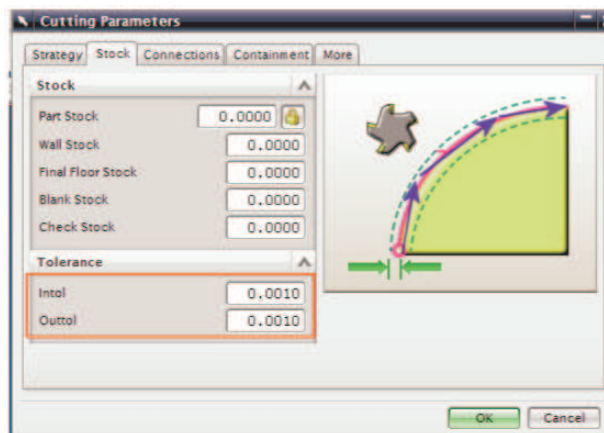 Cutting Parameters
Strategy Stock Connections Containment More
Stock
Part Stock 0.0000
Wall Stock 0.0000
Final Floor Stock 0.0000
Blank Stock 0.0000
Check Stock 0.0000
Tolerance
Intol 0.0010
Outtol 0.0010
OK Cancel